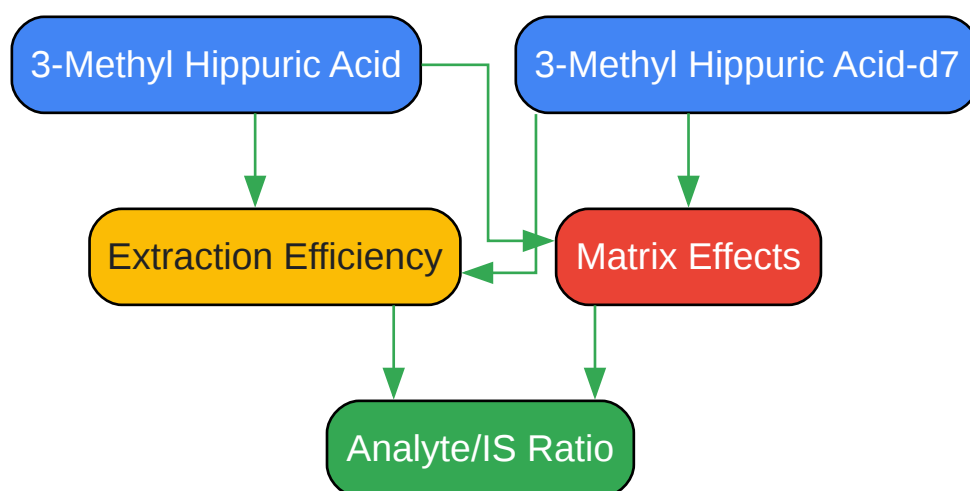 3-Methyl Hippuric Acid
3-Methyl Hippuric Acid-d7
Extraction Efficiency
Matrix Effects
Analyte/IS Ratio